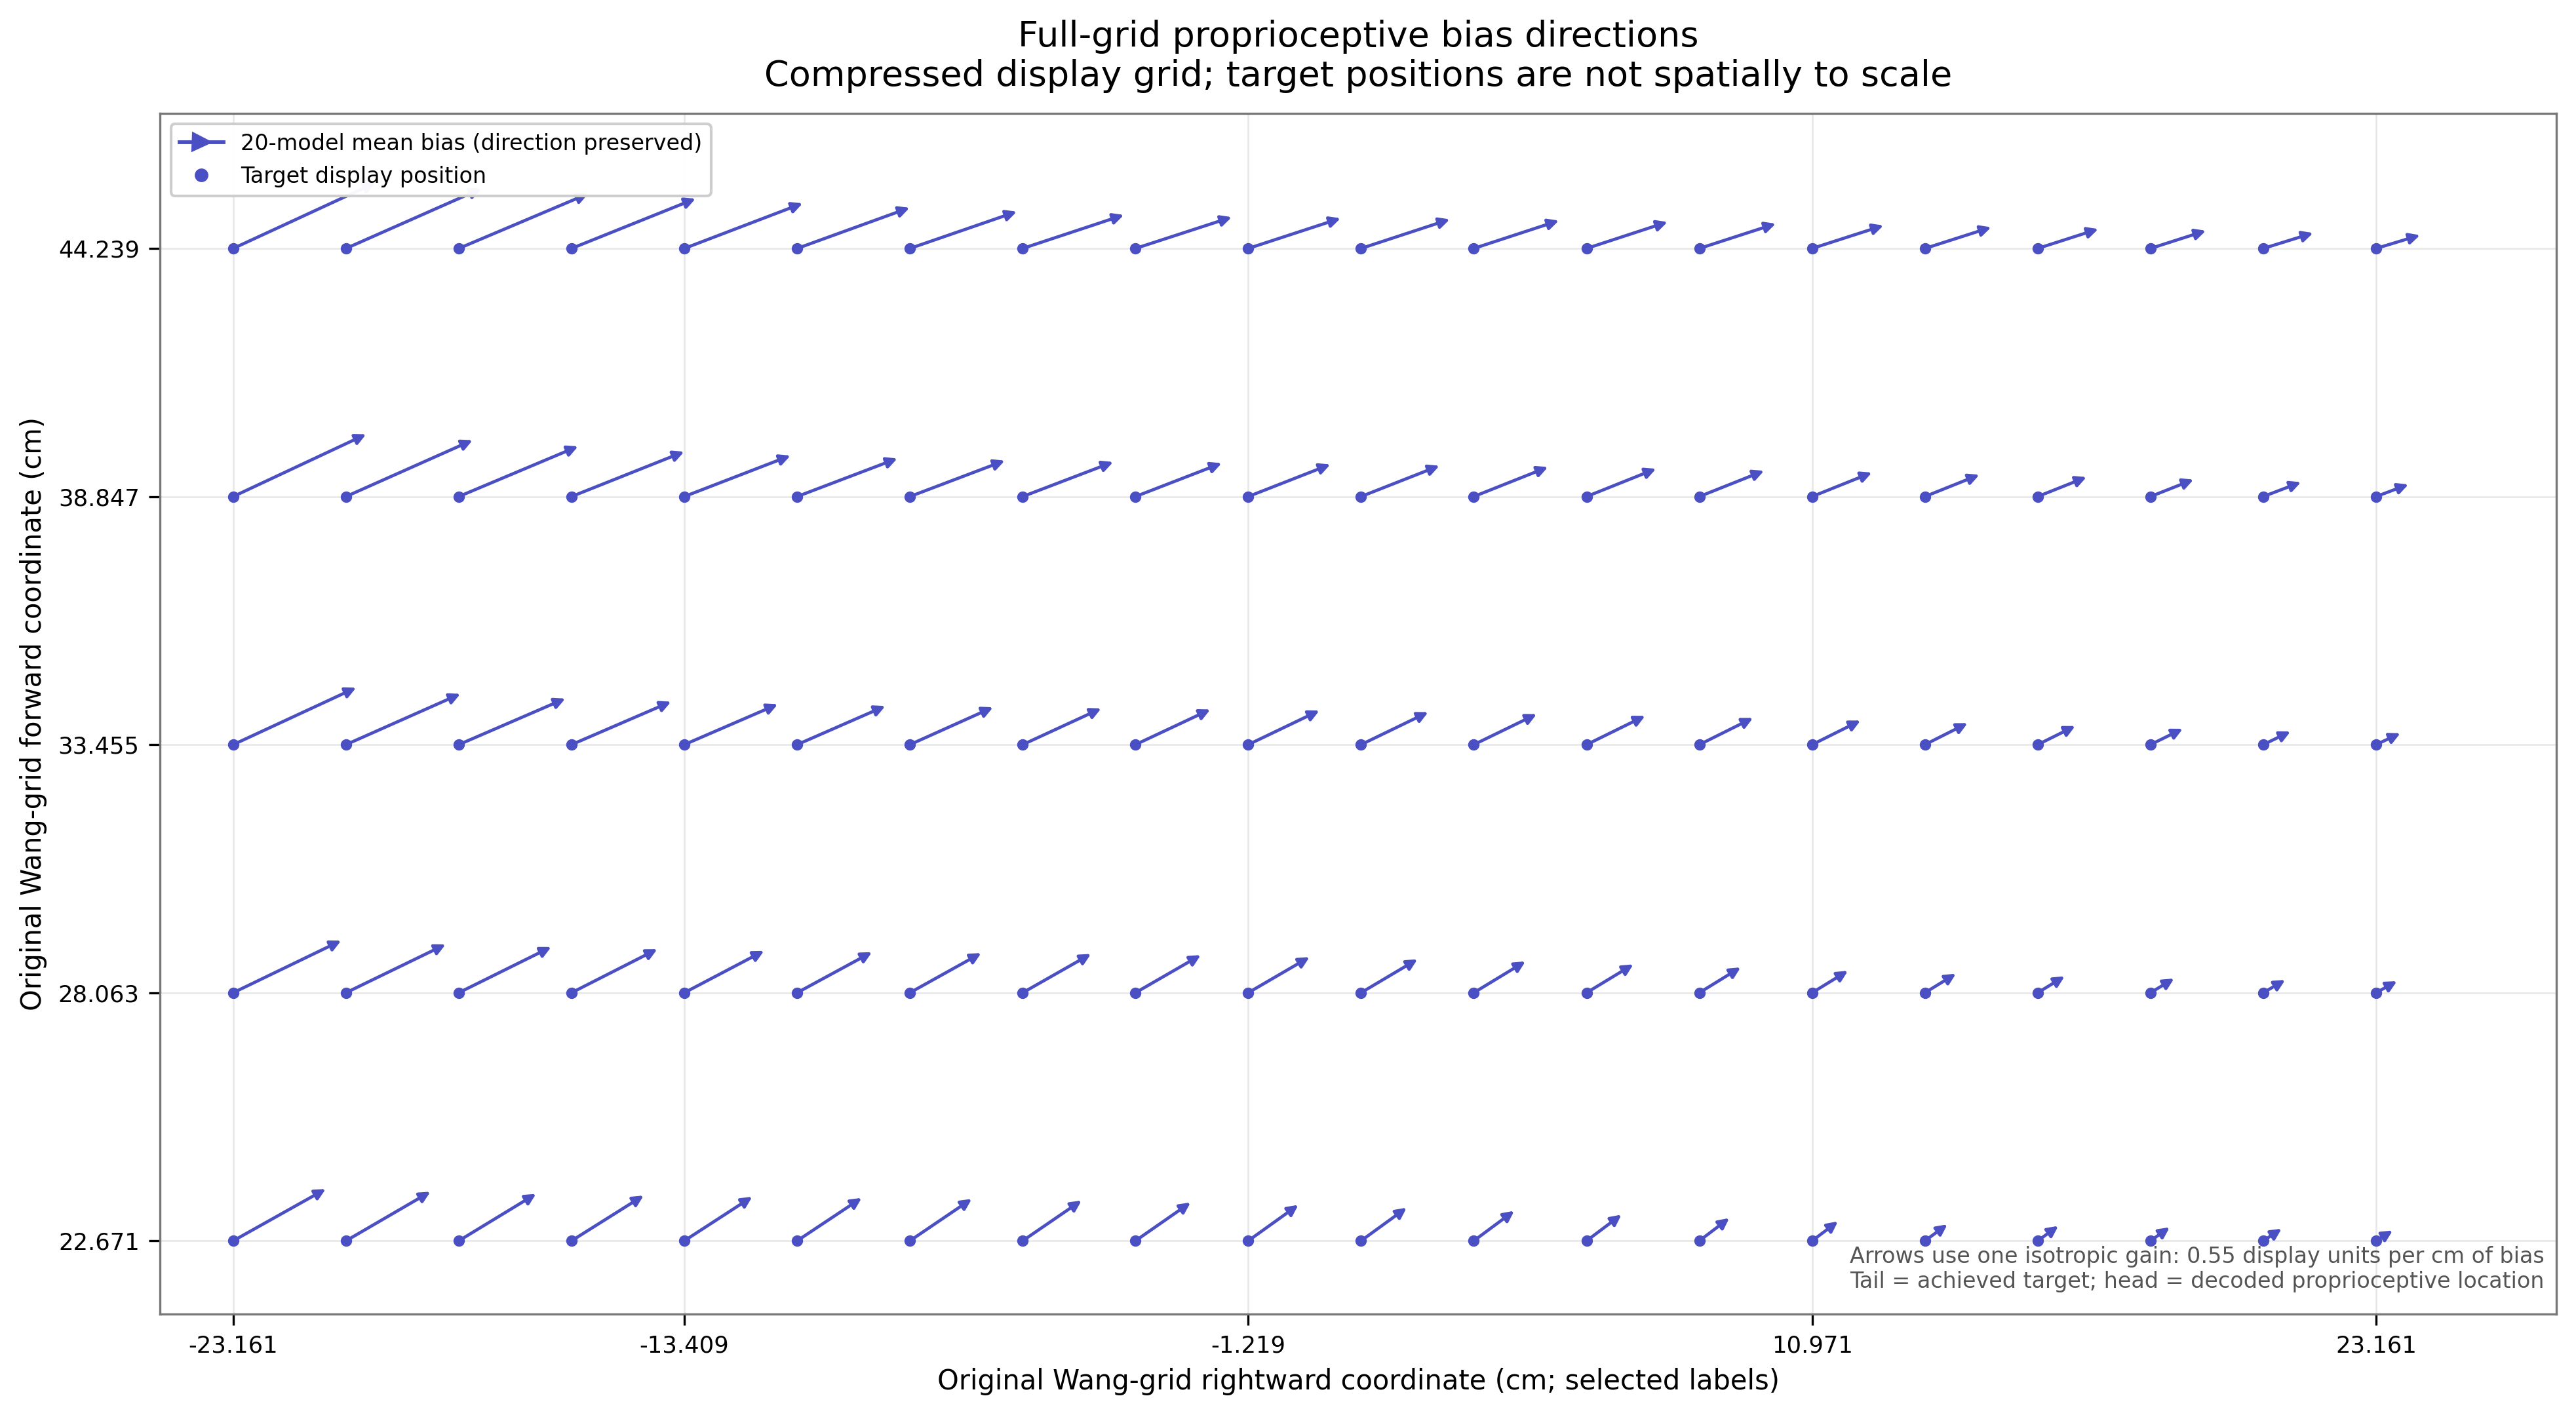 Full-grid proprioceptive bias directions
Compressed display grid; target positions are not spatially to scale
20-model mean bias (direction preserved)
Target display position
Original Wang-grid forward coordinate (cm)
44.239
38.847
33.455
28.063
22.671
Arrows use one isotropic gain: 0.55 display units per cm of bias
Tail = achieved target; head = decoded proprioceptive location
-23.161
-13.409
-1.219
10.971
23.161
Original Wang-grid rightward coordinate (cm; selected labels)